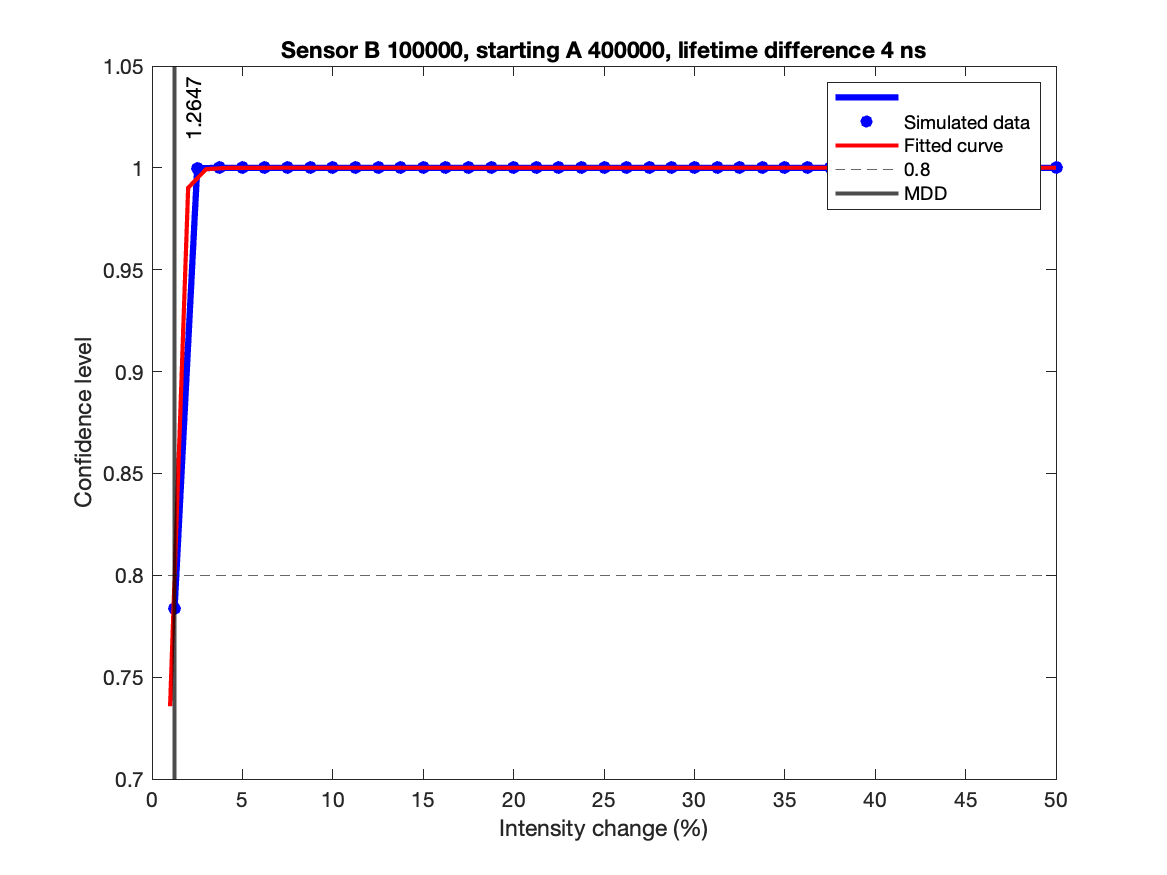 Sensor B 100000, starting A 400000, lifetime difference 4 ns
1.05
1
0.95
0.9
0.85
0.8
0.75
0.7
Confidence level
1.2647
Simulated data
Fitted curve
0.8
MDD
0 5 10 15 20 25 30 35 40 45 50
Intensity change (%)